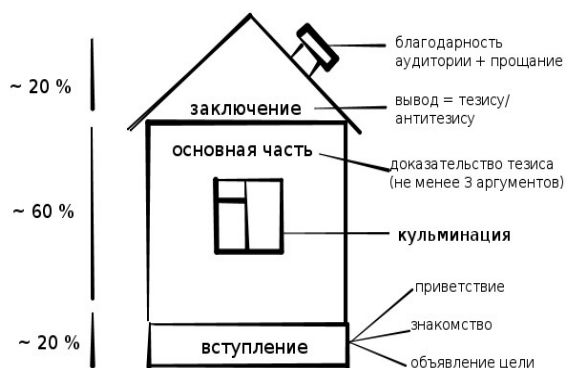 благодарность
аудитории + прощание
~ 20 %
заключение
вывод = тезису/
антитезису
основная часть
доказательство тезиса
(не менее 3 аргументов)
~ 60 %
кульминация
приветствие
знакомство
~ 20 %
вступление
объявление цели